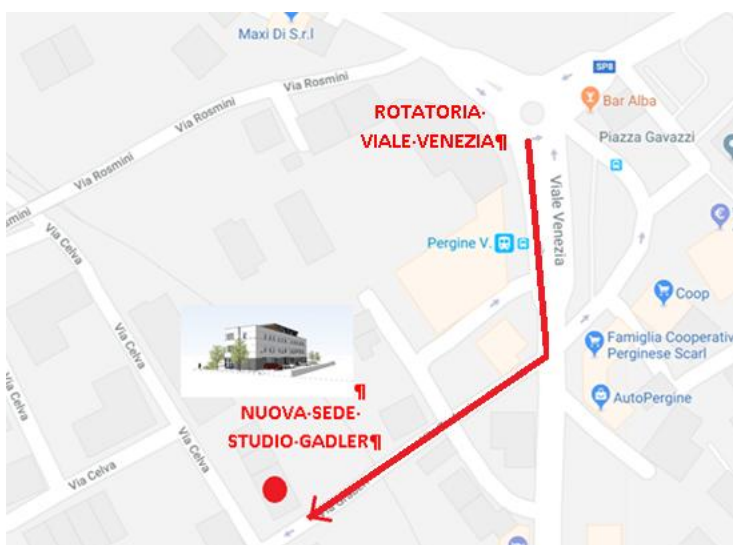 Maxi Di S.r.l
SP8
Via Rosmini
Via Rosmini
Via Rosmini
ROTATORIA·
VIALE·VENEZIA¶
Bar Alba
Piazza Gavazzi
Via Celva
Viale Venezia
Pergine V.
Coop
Famiglia Cooperativ
Perginese Scarl
AutoPergine
Via Celva
¶
NUOVA·SEDE·
STUDIO·GADLER¶
Via Celva
Via Celva
Via Celva